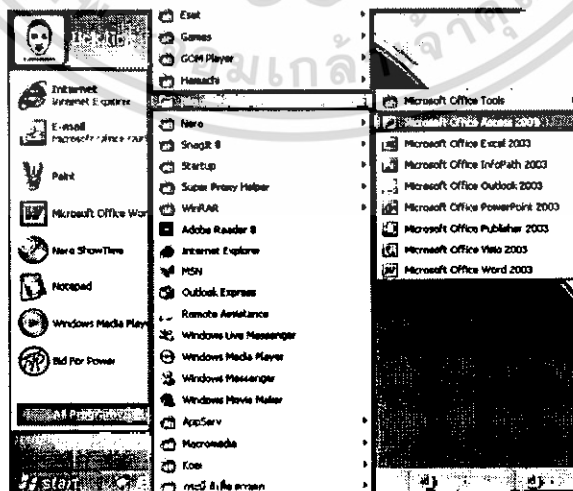 Internet
Internet Explorer
E-mail
Paint
Microsoft Office Wor
Nero ShowTime
Notepad
Windows Media Play
Bid For Power
All Programs
start
Eset
Games
GOM Player
Hamachi
Nero
SnagIt 8
Startup
Super Proxy Helper
WinRAR
Adobe Reader 8
Internet Explorer
MSN
Outlook Express
Remote Assistance
Windows Live Messenger
Windows Media Player
Windows Messenger
Windows Movie Maker
AppServ
Macromedia
Koei
Microsoft Office Tools
Microsoft Office Access 2003
Microsoft Office Excel 2003
Microsoft Office InfoPath 2003
Microsoft Office Outlook 2003
Microsoft Office PowerPoint 2003
Microsoft Office Publisher 2003
Microsoft Office Visio 2003
Microsoft Office Word 2003